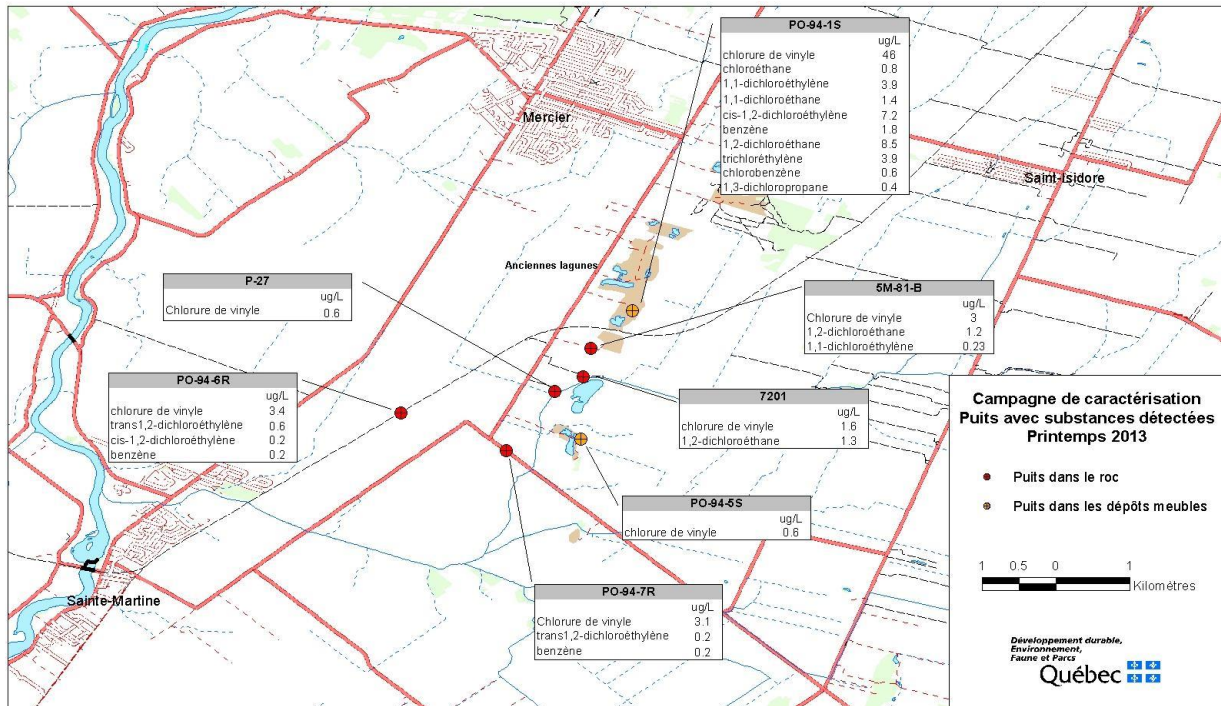 PO-94-1S
ug/L
chlorure de vinyle 46
chloroéthane 0.8
1,1-dichloroéthylène 3.9
1,1-dichloroéthane 1.4
cis-1,2-dichloroéthylène 7.2
benzène 1.8
1,2-dichloroéthane 8.5
trichloréthylène 3.9
chlorobenzène 0.6
1,3-dichloropropane 0.4
Mercier
Saint-Isidore
Anciennes lagunes
P-27
ug/L
Chlorure de vinyle 0.6
5M-81-B
ug/L
Chlorure de vinyle 3
1,2-dichloroéthane 1.2
1,1-dichloroéthylène 0.23
PO-94-6R
ug/L
chlorure de vinyle 3.4
trans1,2-dichloroéthylène 0.6
cis-1,2-dichloroéthylène 0.2
benzène 0.2
7201
ug/L
chlorure de vinyle 1.6
1,2-dichloroéthane 1.3
PO-94-5S
ug/L
chlorure de vinyle 0.6
PO-94-7R
ug/L
Chlorure de vinyle 3.1
trans1,2-dichloroéthylène 0.2
benzène 0.2
Sainte-Martine
Campagne de caractérisation
Puits avec substances détectées
Printemps 2013
Puits dans le roc
Puits dans les dépôts meubles
1 0.5 0 1
Kilométres
Développement durable,
Environnement,
Faune et Parcs
Québec